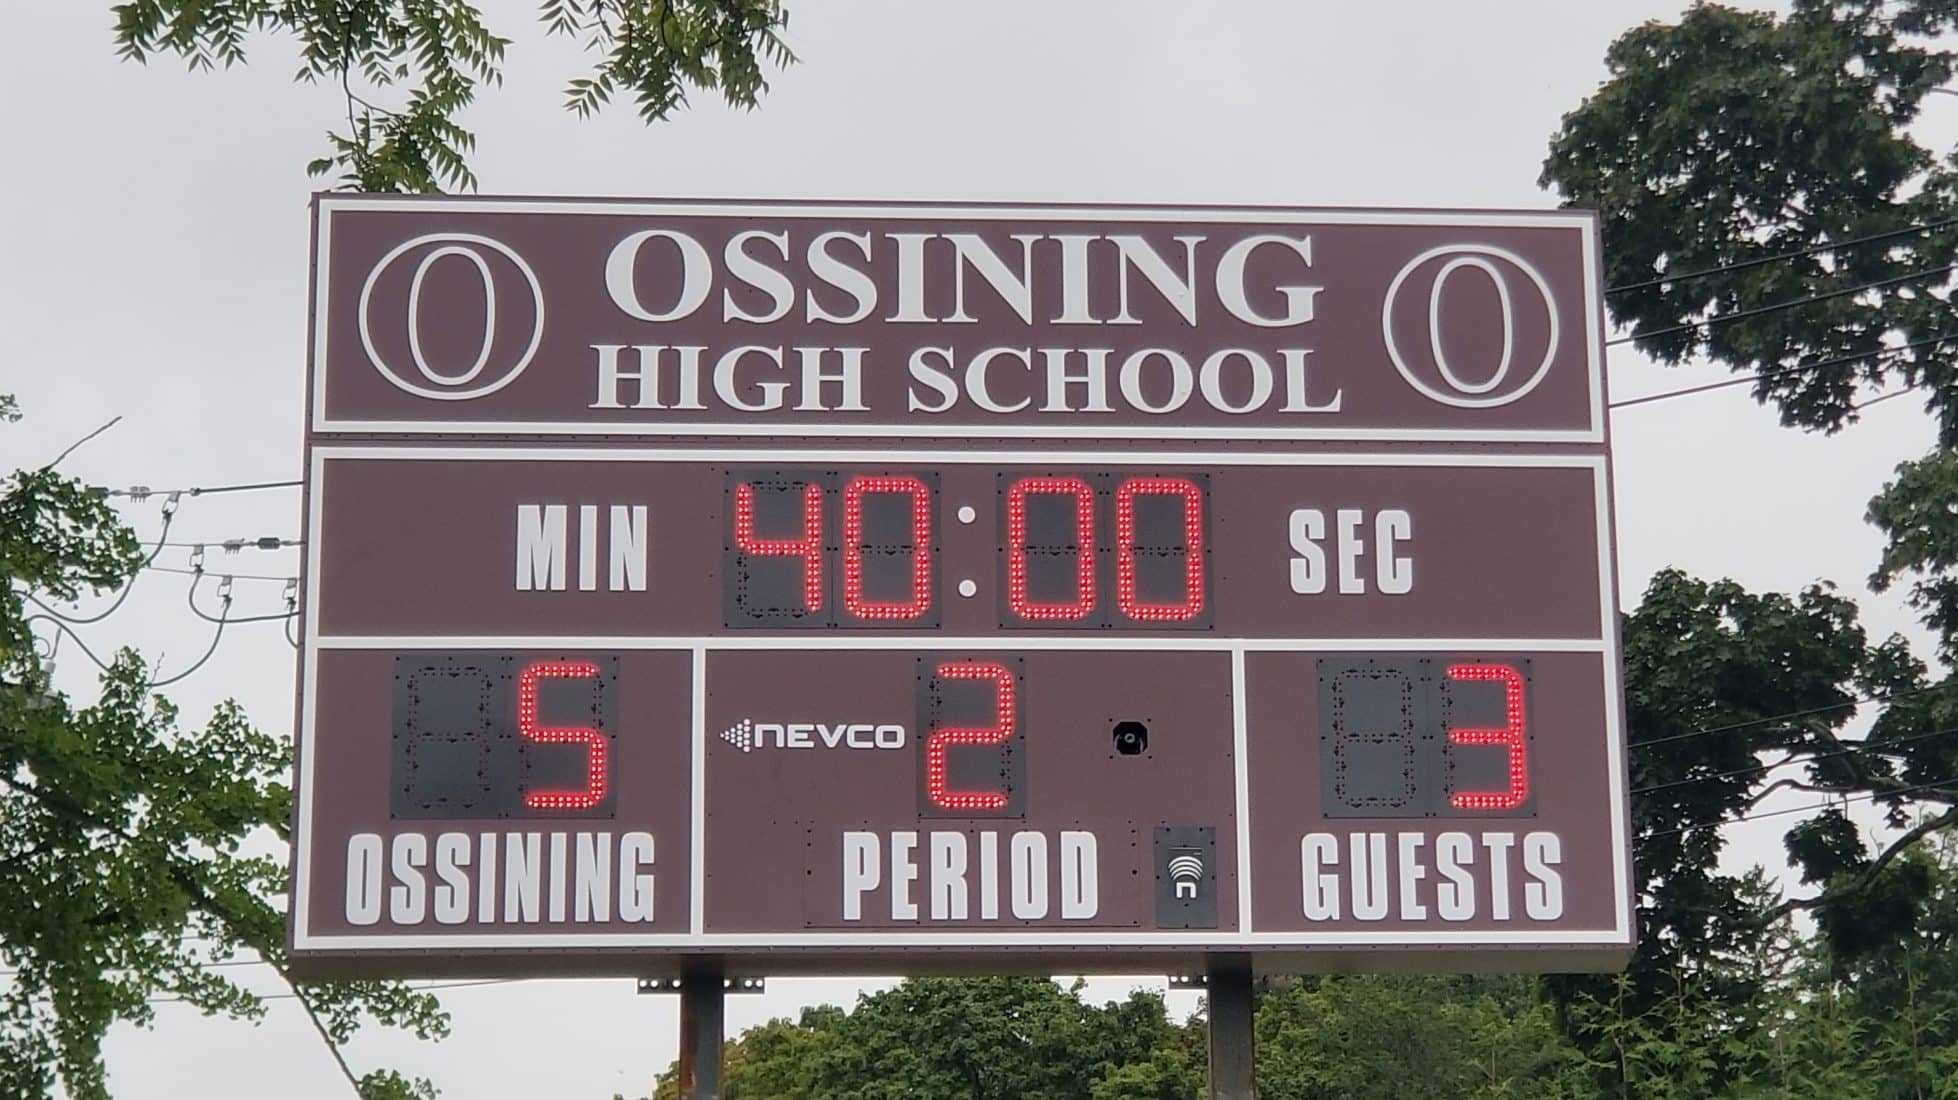 O OSSINING O
HIGH SCHOOL
MIN 40:00 SEC
5 NEVCO 2 3
OSSINING PERIOD n GUESTS